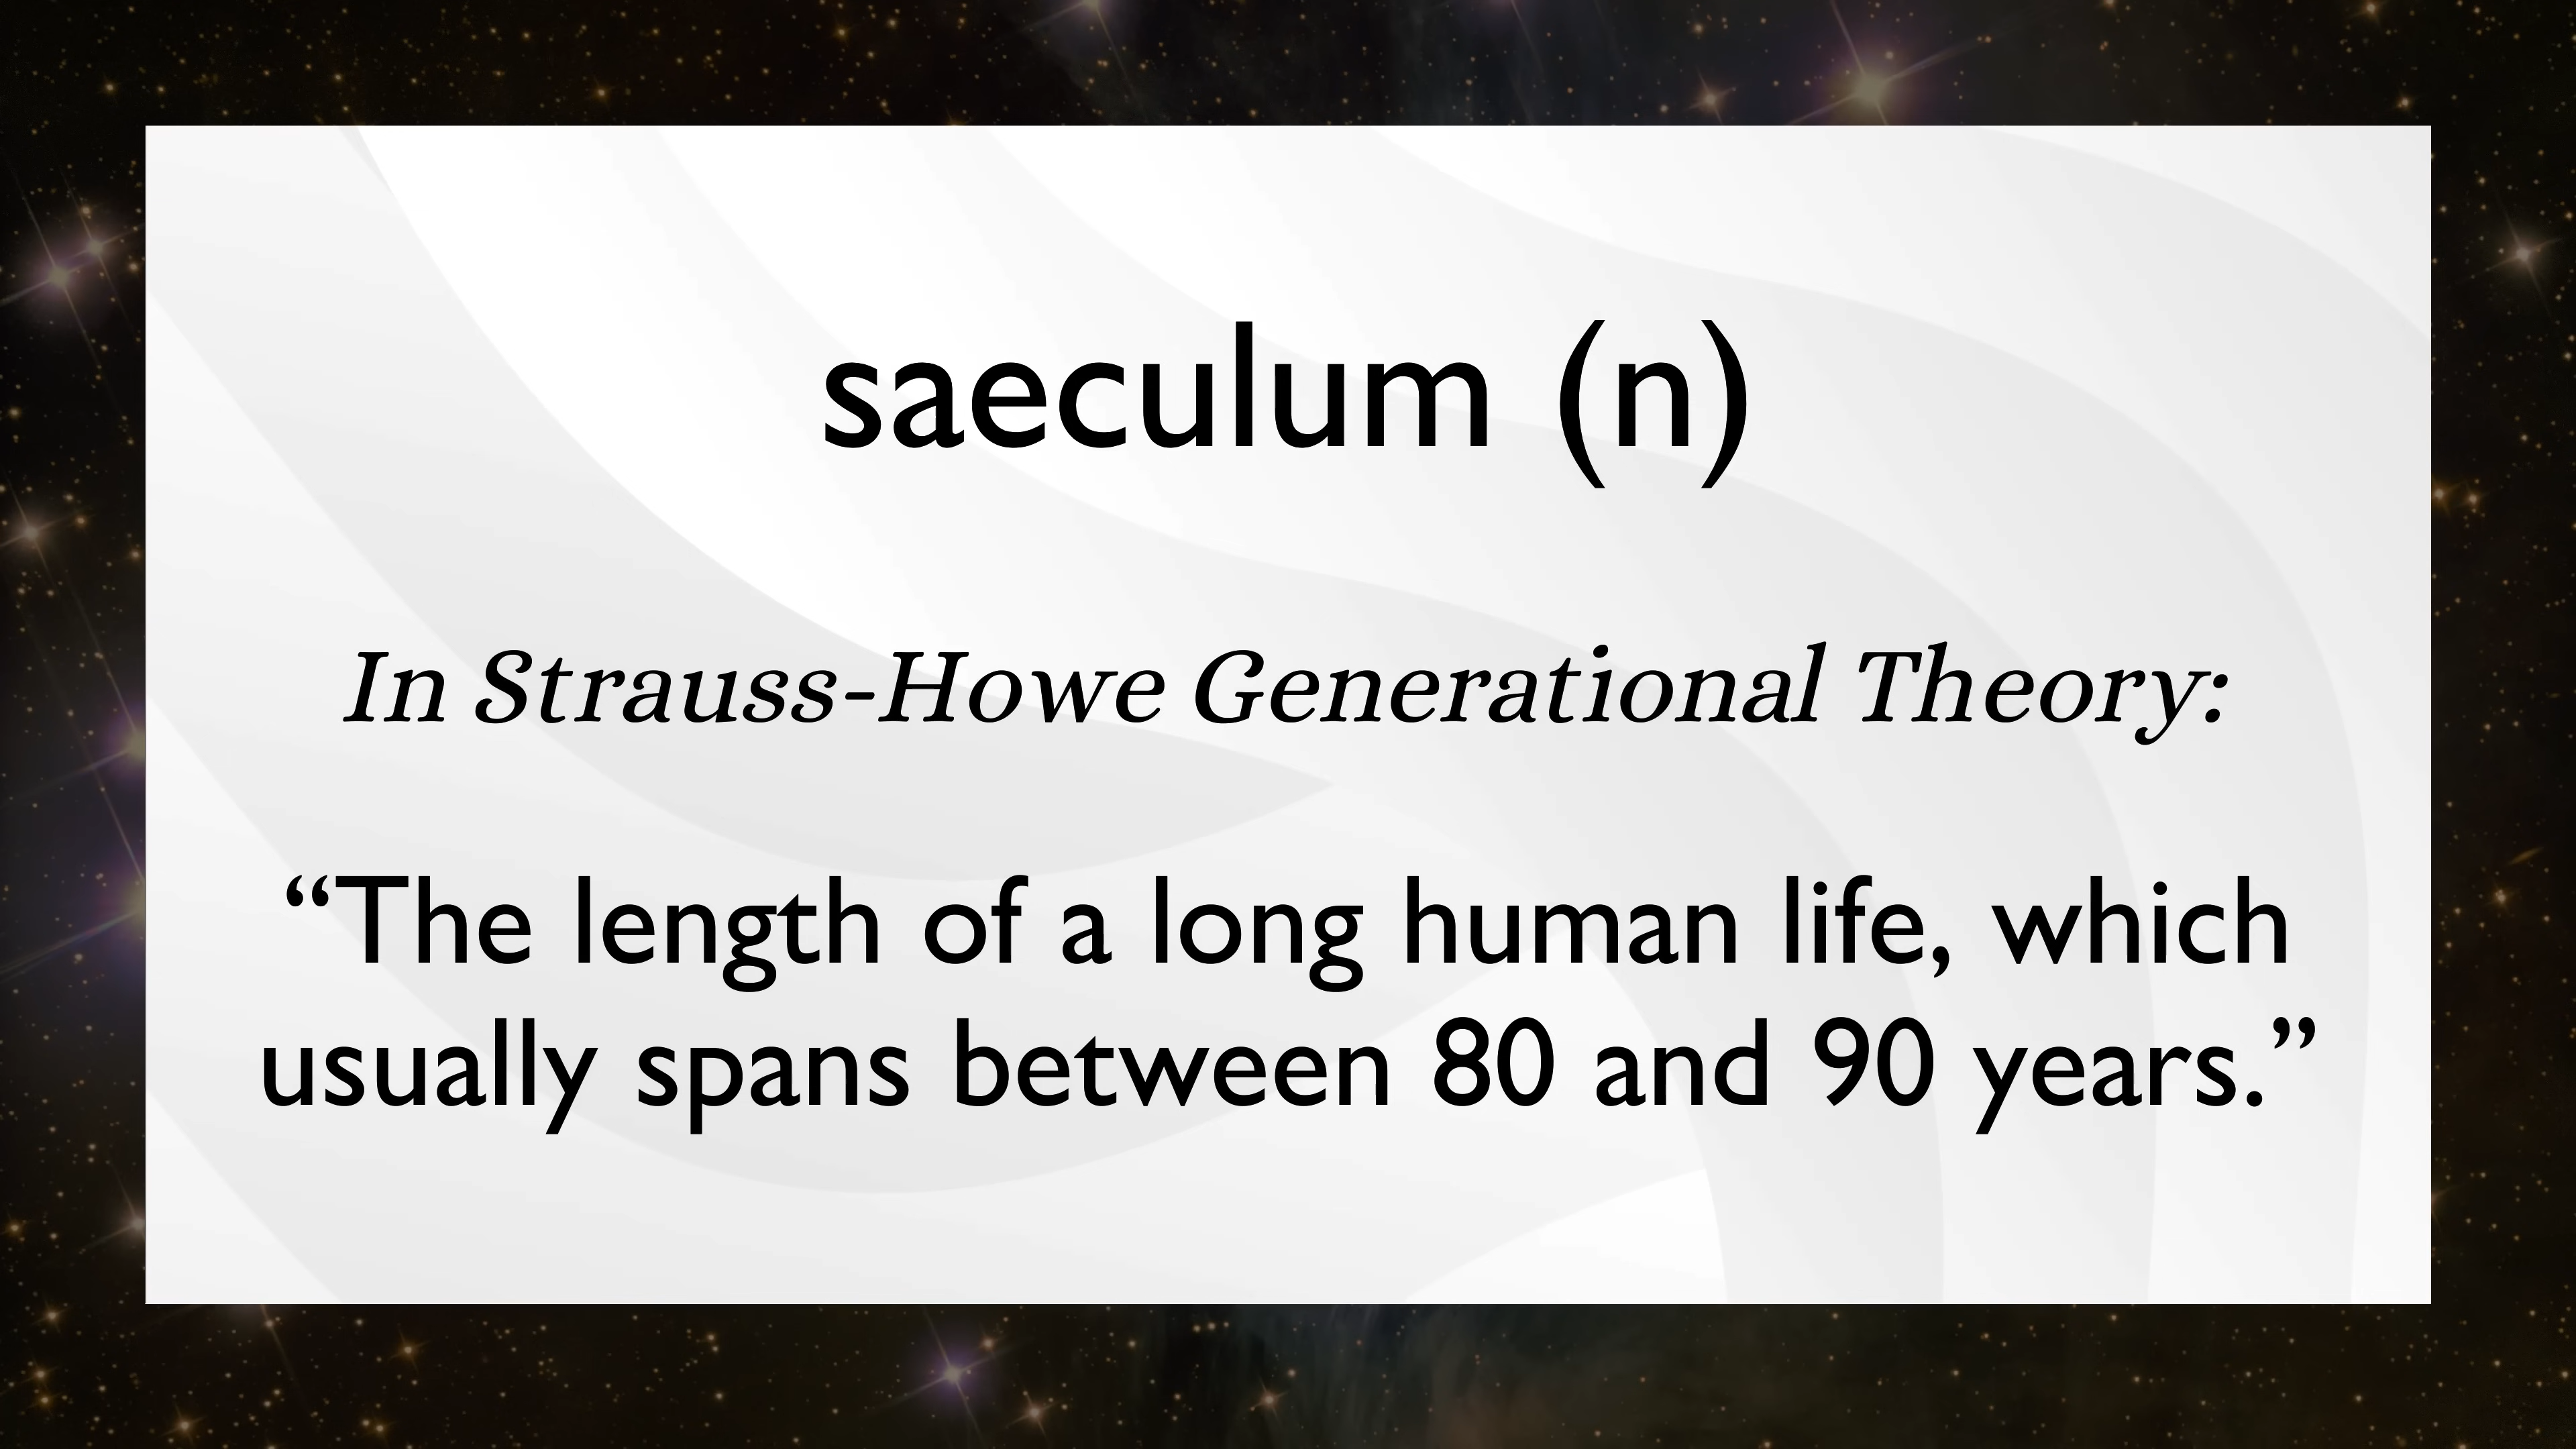 saeculum (n)
In Strauss-Howe Generational Theory:
“The length of a long human life, which
usually spans between 80 and 90 years.”